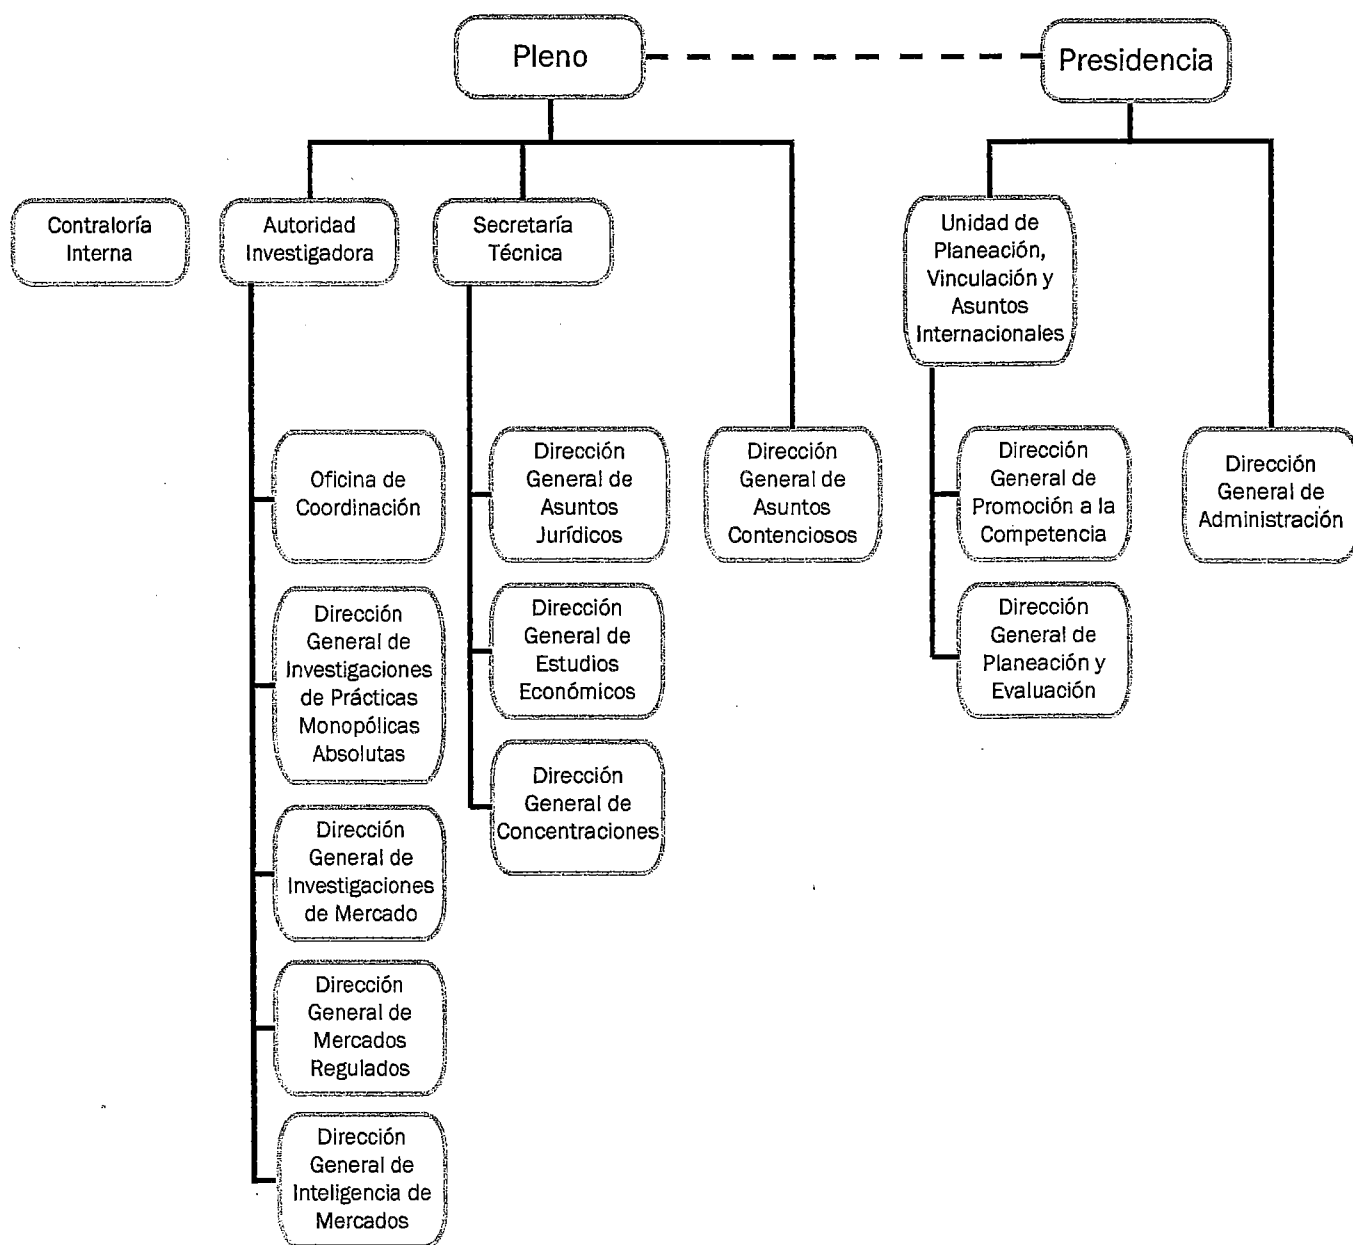 Pleno
Presidencia
Contraloría
Interna
Autoridad
Investigadora
Secretaría
Técnica
Unidad de
Planeación,
Vinculación y
Asuntos
Internacionales
Oficina de
Coordinación
Dirección
General de
Asuntos
Jurídicos
Dirección
General de
Asuntos
Contenciosos
Dirección
General de
Promoción a la
Competencia
Dirección
General de
Administración
Dirección
General de
Investigaciones
de Prácticas
Monopólicas
Absolutas
Dirección
General de
Estudios
Económicos
Dirección
General de
Planeación y
Evaluación
Dirección
General de
Concentraciones
Dirección
General de
Investigaciones
de Mercado
Dirección
General de
Mercados
Regulados
Dirección
General de
Inteligencia de
Mercados